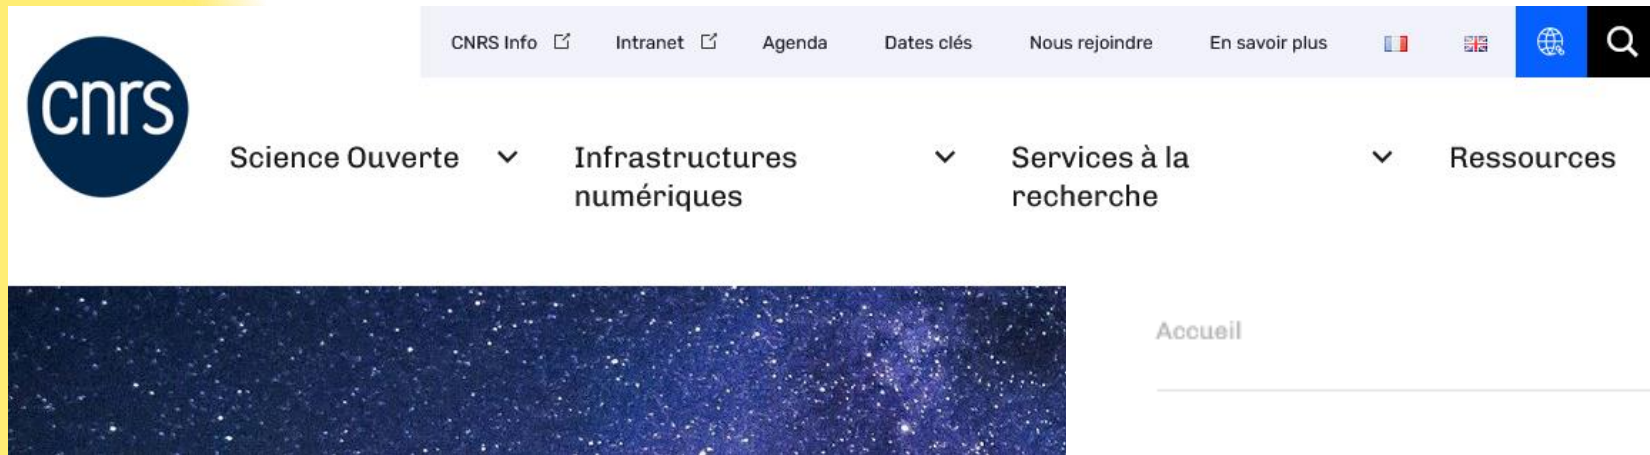 CNRS Info Intranet Agenda Dates clés Nous rejoindre En savoir plus
cnrs
Science Ouverte
Infrastructures
numériques
Services à la
recherche
Ressources
Accueil